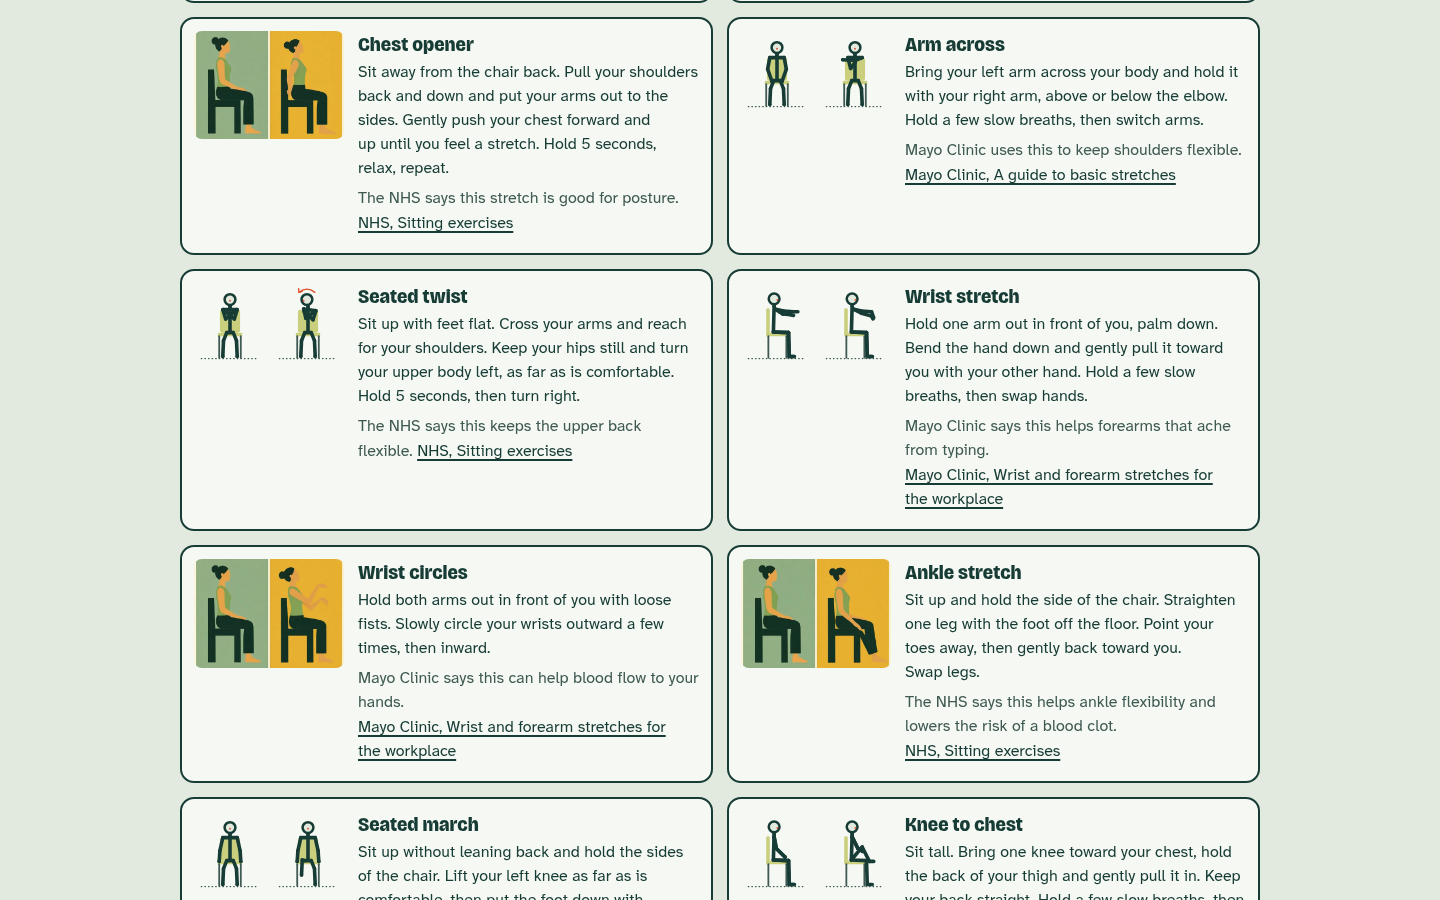 Chest opener
Sit away from the chair back. Pull your shoulders
back and down and put your arms out to the
sides. Gently push your chest forward and
up until you feel a stretch. Hold 5 seconds,
relax, repeat.
The NHS says this stretch is good for posture.
NHS, Sitting exercises
Arm across
Bring your left arm across your body and hold it
with your right arm, above or below the elbow.
Hold a few slow breaths, then switch arms.
Mayo Clinic uses this to keep shoulders flexible.
Mayo Clinic, A guide to basic stretches
Seated twist
Sit up with feet flat. Cross your arms and reach
for your shoulders. Keep your hips still and turn
your upper body left, as far as is comfortable.
Hold 5 seconds, then turn right.
The NHS says this keeps the upper back
flexible. NHS, Sitting exercises
Wrist stretch
Hold one arm out in front of you, palm down.
Bend the hand down and gently pull it toward
you with your other hand. Hold a few slow
breaths, then swap hands.
Mayo Clinic says this helps forearms that ache
from typing.
Mayo Clinic, Wrist and forearm stretches for
the workplace
Wrist circles
Hold both arms out in front of you with loose
fists. Slowly circle your wrists outward a few
times, then inward.
Mayo Clinic says this can help blood flow to your
hands.
Mayo Clinic, Wrist and forearm stretches for
the workplace
Ankle stretch
Sit up and hold the side of the chair. Straighten
one leg with the foot off the floor. Point your
toes away, then gently back toward you.
Swap legs.
The NHS says this helps ankle flexibility and
lowers the risk of a blood clot.
NHS, Sitting exercises
Seated march
Sit up without leaning back and hold the sides
of the chair. Lift your left knee as far as is
comfortable, then put the foot down with
Knee to chest
Sit tall. Bring one knee toward your chest, hold
the back of your thigh and gently pull it in. Keep
your back straight. Hold a few slow breaths, then